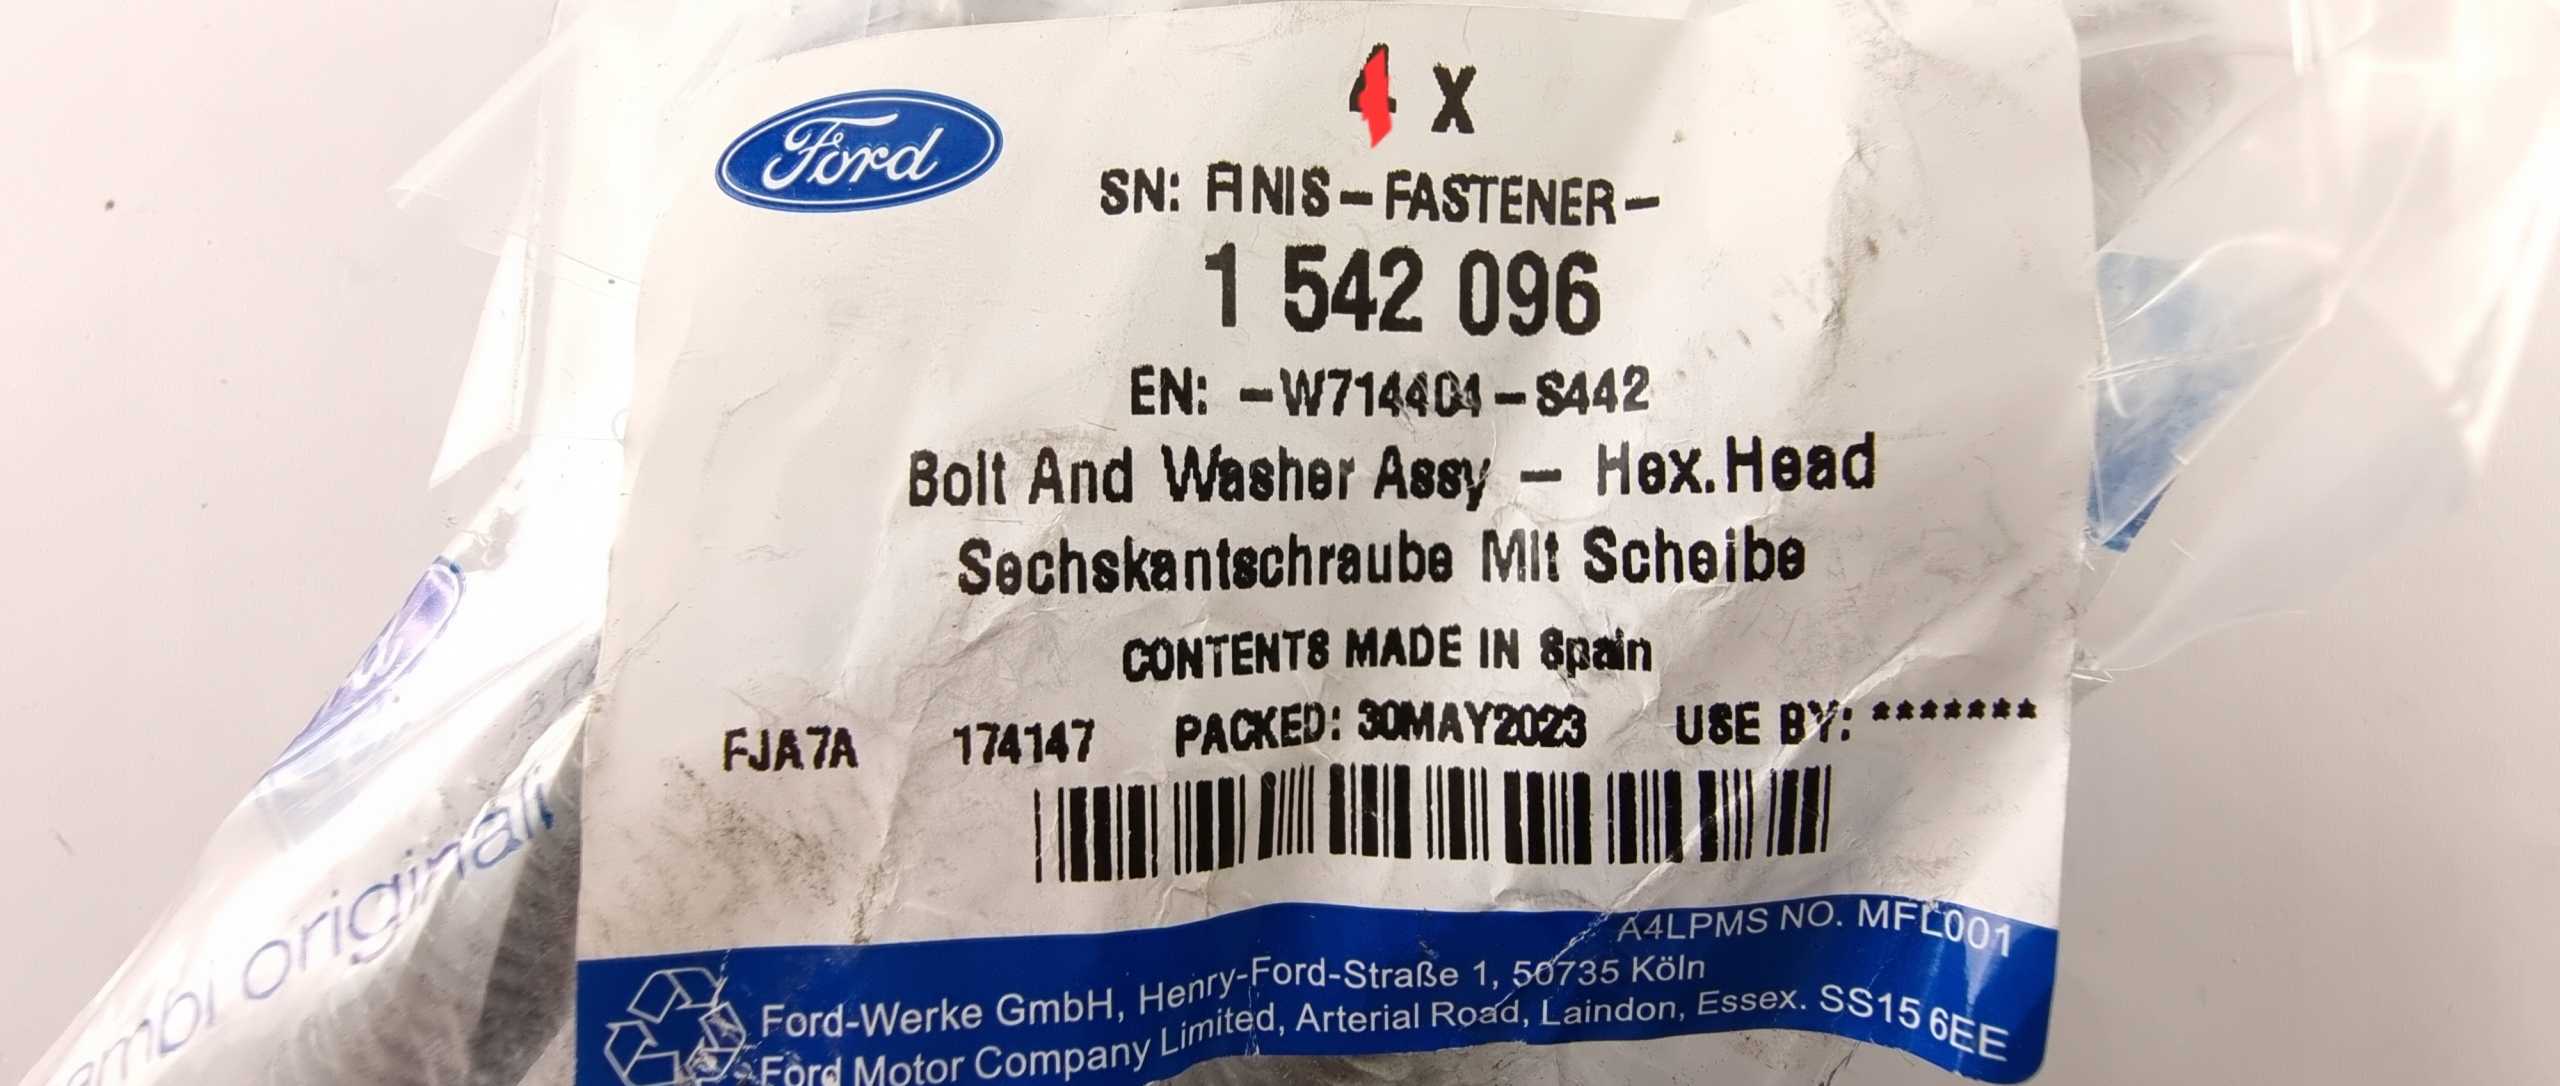 Ford
4 X
SN: FINIS-FASTENER-
1 542 096
EN: -W714404-S442
Bolt And Washer Assy - Hex.Head
Sechskantschraube Mit Scheibe
CONTENTS MADE IN Spain
FJA7A 174147 PACKED: 30MAY2023 USE BY: *******
A4LPMS NO. MFL001
Ford-Werke GmbH, Henry-Ford-Straße 1, 50735 Köln
Ford Motor Company Limited, Arterial Road, Laindon, Essex. SS15 6EE
originali